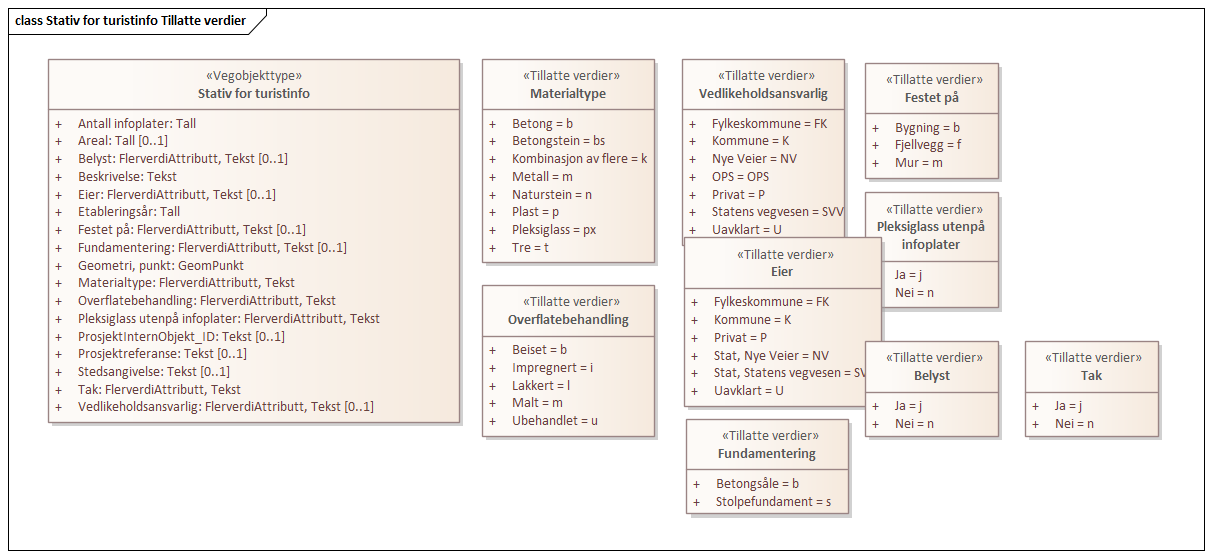 class Stativ for turistinfo Tillatte verdier
«Vegobjekttype»
Stativ for turistinfo
+ Antall infoplater: Tall
+ Areal: Tall [0..1]
+ Belyst: FlerverdiAttributt, Tekst [0..1]
+ Beskrivelse: Tekst
+ Eier: FlerverdiAttributt, Tekst [0..1]
+ Etableringsår: Tall
+ Festet på: FlerverdiAttributt, Tekst [0..1]
+ Fundamentering: FlerverdiAttributt, Tekst [0..1]
+ Geometri, punkt: GeomPunkt
+ Materialtype: FlerverdiAttributt, Tekst
+ Overflatebehandling: FlerverdiAttributt, Tekst
+ Pleksiglass utenpå infoplater: FlerverdiAttributt, Tekst
+ ProsjektInternObjekt_ID: Tekst [0..1]
+ Prosjektreferanse: Tekst [0..1]
+ Stedsangivelse: Tekst [0..1]
+ Tak: FlerverdiAttributt, Tekst
+ Vedlikeholdsansvarlig: FlerverdiAttributt, Tekst [0..1]
«Tillatte verdier»
Materialtype
+ Betong = b
+ Betongstein = bs
+ Kombinasjon av flere = k
+ Metall = m
+ Naturstein = n
+ Plast = p
+ Pleksiglass = px
+ Tre = t
«Tillatte verdier»
Overflatebehandling
+ Beiset = b
+ Impregnert = i
+ Lakkert = l
+ Malt = m
+ Ubehandlet = u
«Tillatte verdier»
Vedlikeholdsansvarlig
+ Fylkeskommune = FK
+ Kommune = K
+ Nye Veier = NV
+ OPS = OPS
+ Privat = P
+ Statens vegvesen = SVV
+ Uavklart = U
«Tillatte verdier»
Eier
+ Fylkeskommune = FK
+ Kommune = K
+ Privat = P
+ Stat, Nye Veier = NV
+ Stat, Statens vegvesen = SV
+ Uavklart = U
«Tillatte verdier»
Fundamentering
+ Betongsåle = b
+ Stolpefundament = s
«Tillatte verdier»
Festet på
+ Bygning = b
+ Fjellvegg = f
+ Mur = m
«Tillatte verdier»
Pleksiglass utenpå
infoplater
Ja = j
Nei = n
«Tillatte verdier»
Belyst
+ Ja = j
+ Nei = n
«Tillatte verdier»
Tak
+ Ja = j
+ Nei = n